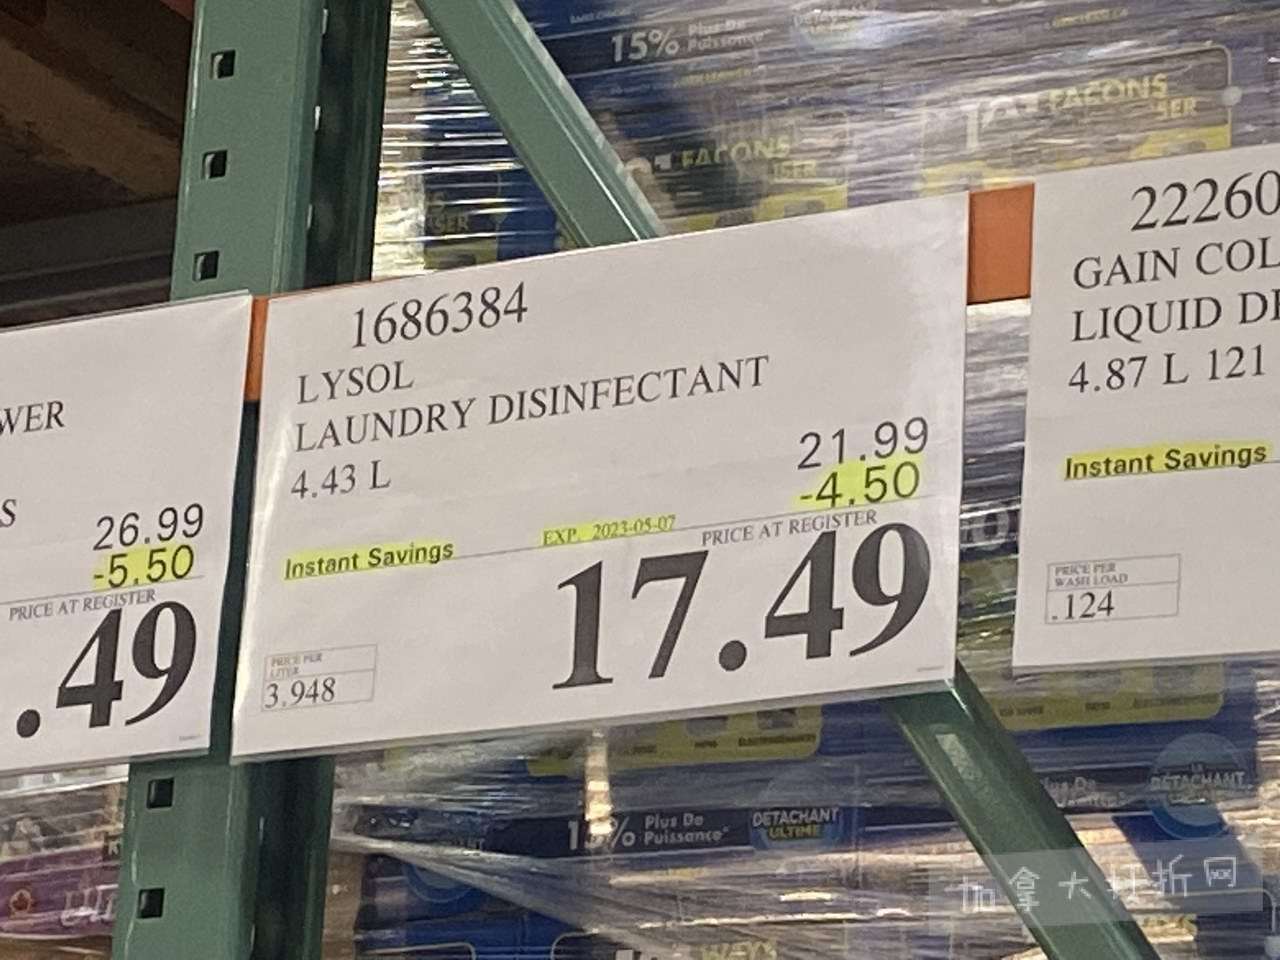 15% Plus De
Puissance*
FAÇONS
FAÇONS
WER
S
26.99
-5.50
PRICE AT REGISTER
.49
1686384
LYSOL
LAUNDRY DISINFECTANT
4.43 L
21.99
-4.50
Instant Savings
EXP. 2023-05-07
PRICE AT REGISTER
17.49
PRICE PER
LITER
3.948
22260
GAIN COL
LIQUID DE
4.87 L 121
Instant Savings
PRICE PER
WASH LOAD
.124
15% Plus De
Puissance*
DÉTACHANT
ULTIME
DÉTACHANT
加拿大打折网